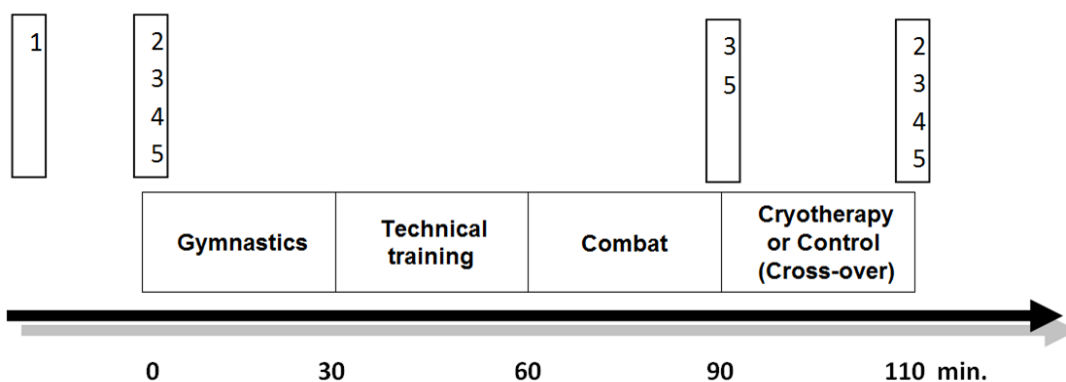 1
2
3
4
5
3
5
2
3
4
5
Gymnastics
Technical
training
Combat
Cryotherapy
or Control
(Cross-over)
0 30 60 90 110 min.